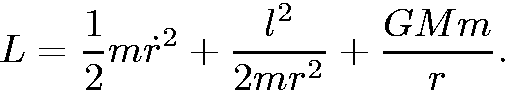 L = \frac{1}{2} m \dot{r}^2 + \frac{l^2}{2mr^2} + \frac{GMm}{r}.